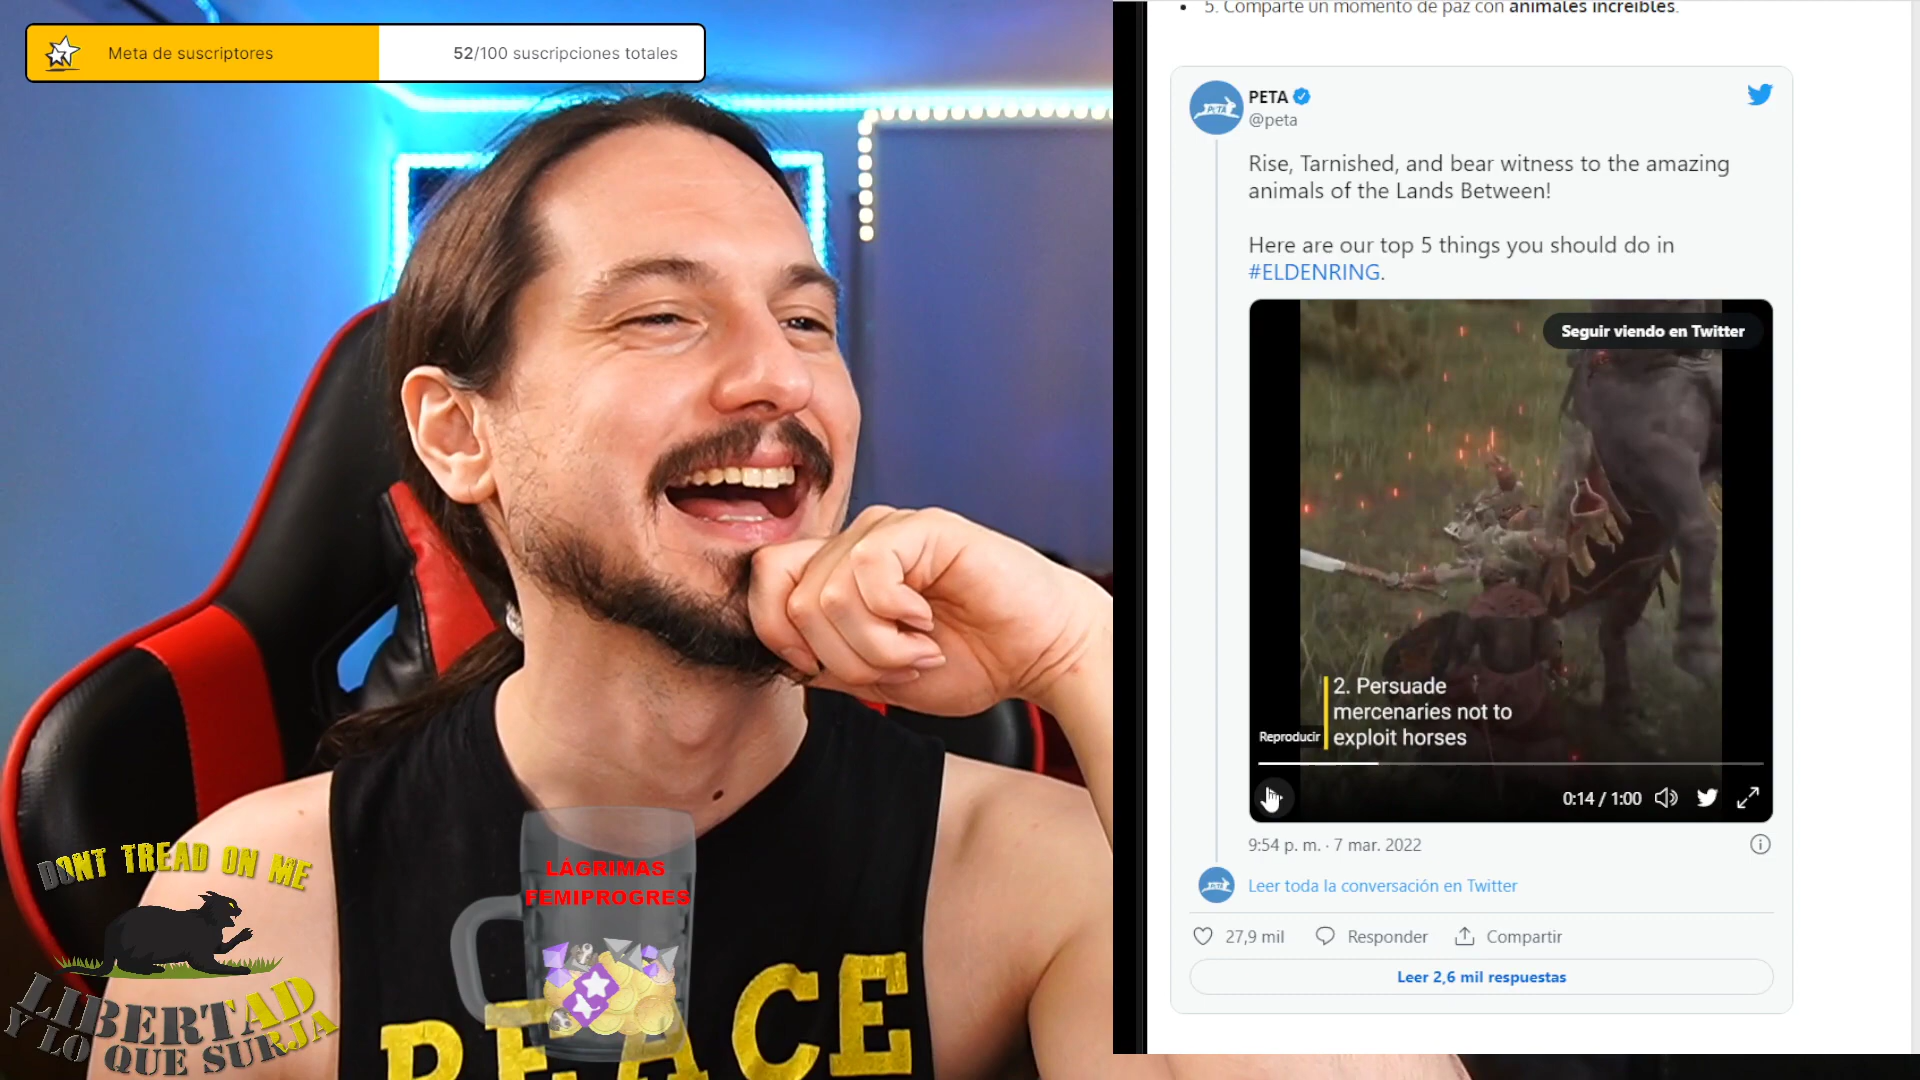 Meta de suscriptores
52/100 suscripciones totales
DONT TREAD ON ME
LIBERTAD
Y LO QUE SURJA
LÁGRIMAS
FEMIPROGRES
PEACE
5. Comparte un momento de paz con animales increíbles.
PETA
@peta
Rise, Tarnished, and bear witness to the amazing
animals of the Lands Between!
Here are our top 5 things you should do in
#ELDENRING.
Seguir viendo en Twitter
2. Persuade
mercenaries not to
exploit horses
Reproducir
0:14 / 1:00
9:54 p. m. · 7 mar. 2022
Leer toda la conversación en Twitter
27,9 mil
Responder
Compartir
Leer 2,6 mil respuestas